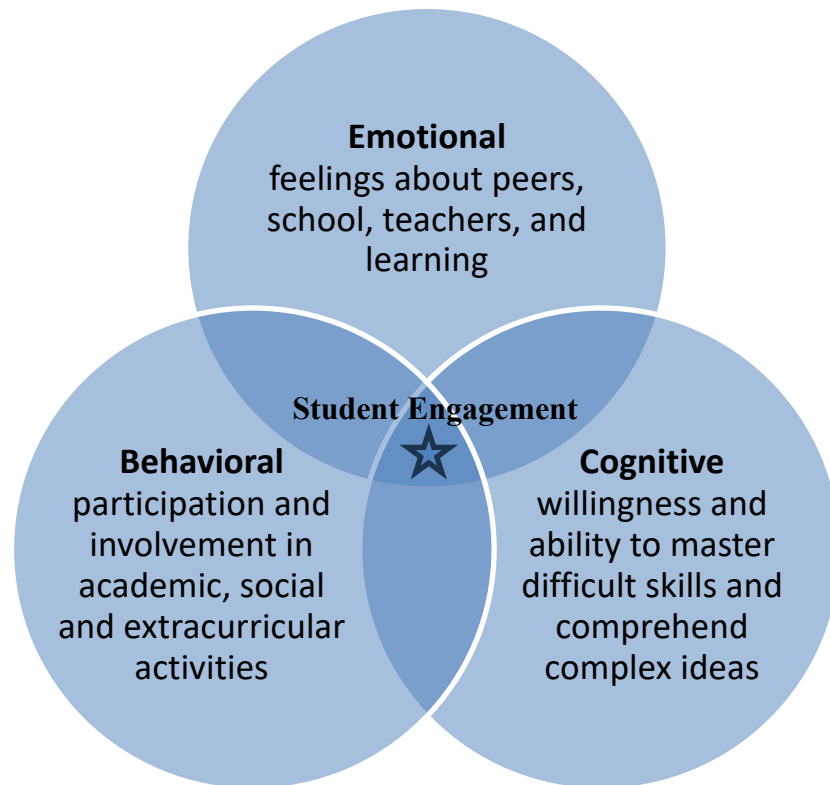 Emotional
feelings about peers,
school, teachers, and
learning
Student Engagement
Behavioral
participation and
involvement in
academic, social
and extracurricular
activities
Cognitive
willingness and
ability to master
difficult skills and
comprehend
complex ideas